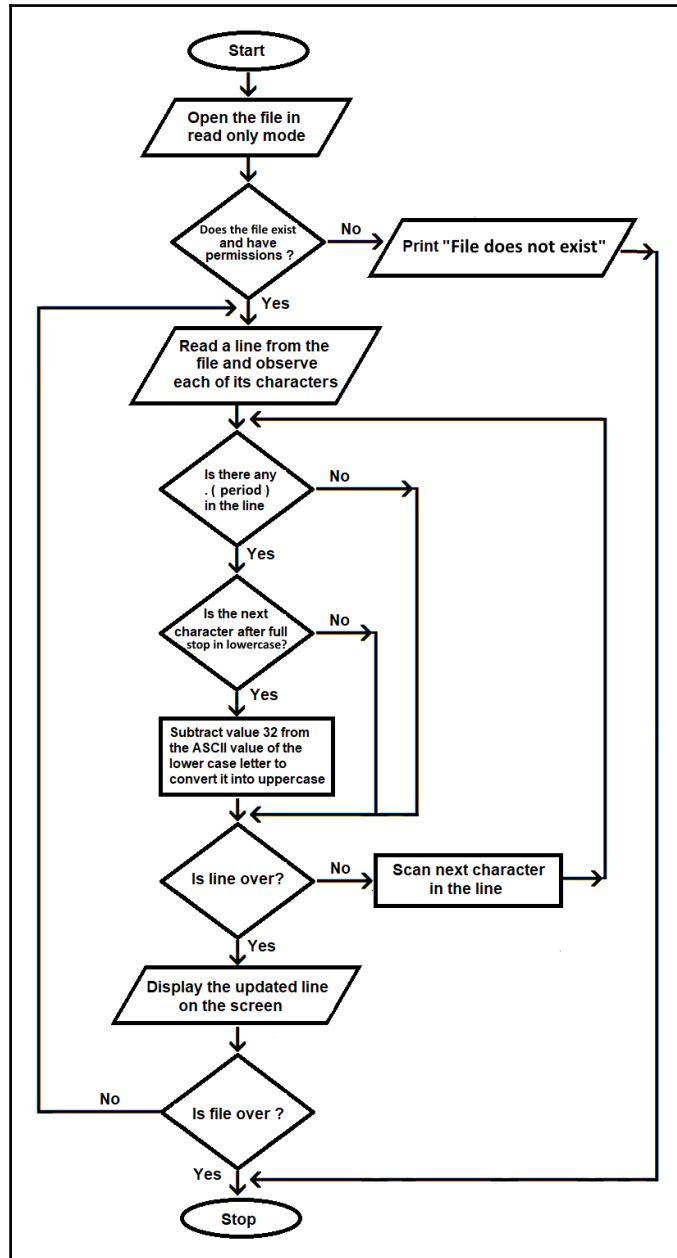 Start
Open the file in
read only mode
Does the file exist
and have
permissions ?
No
Print "File does not exist"
Yes
Read a line from the
file and observe
each of its characters
Is there any
. ( period )
in the line
No
Yes
Is the next
character after full
stop in lowercase?
No
Yes
Subtract value 32 from
the ASCII value of the
lower case letter to
convert it into uppercase
Is line over?
No
Scan next character
in the line
Yes
Display the updated line
on the screen
Is file over ?
No
Yes
Stop